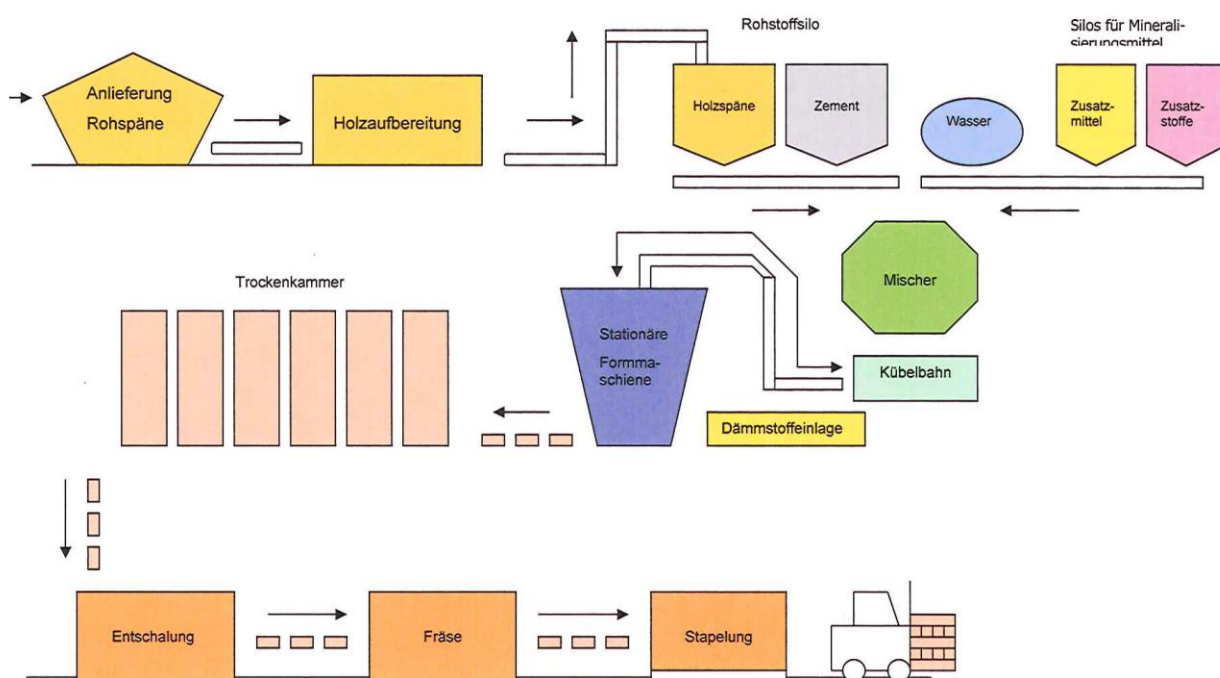 Rohstoffsilo
Silos für Minerali-
sierungsmittel
Anlieferung
Rohspäne
Holzaufbereitung
Holzspäne
Zement
Wasser
Zusatz-
mittel
Zusatz-
stoffe
Mischer
Trockenkammer
Stationäre
Formma-
schiene
Kübelbahn
Dämmstoffeinlage
Entschalung
Fräse
Stapelung